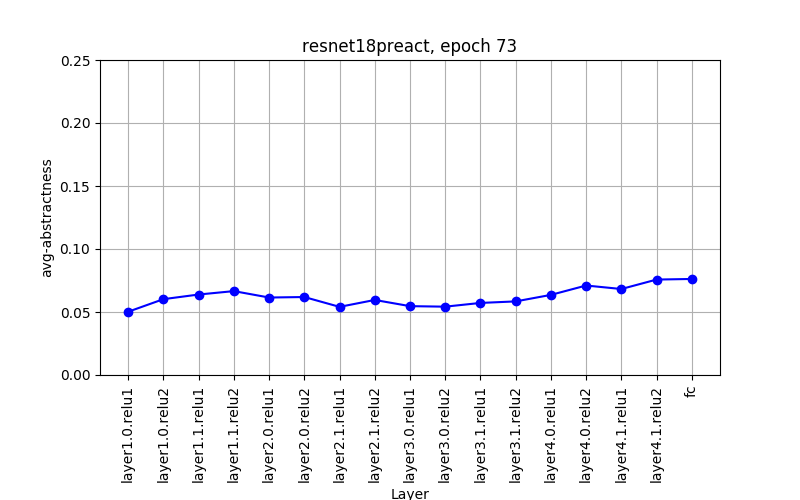 resnet18preact, epoch 73
avg-abstractness
0.25
0.20
0.15
0.10
0.05
0.00
layer1.0.relu1
layer1.0.relu2
layer1.1.relu1
layer1.1.relu2
layer2.0.relu1
layer2.0.relu2
layer2.1.relu1
layer2.1.relu2
layer3.0.relu1
layer3.0.relu2
layer3.1.relu1
layer3.1.relu2
layer4.0.relu1
layer4.0.relu2
layer4.1.relu1
layer4.1.relu2
fc
Layer